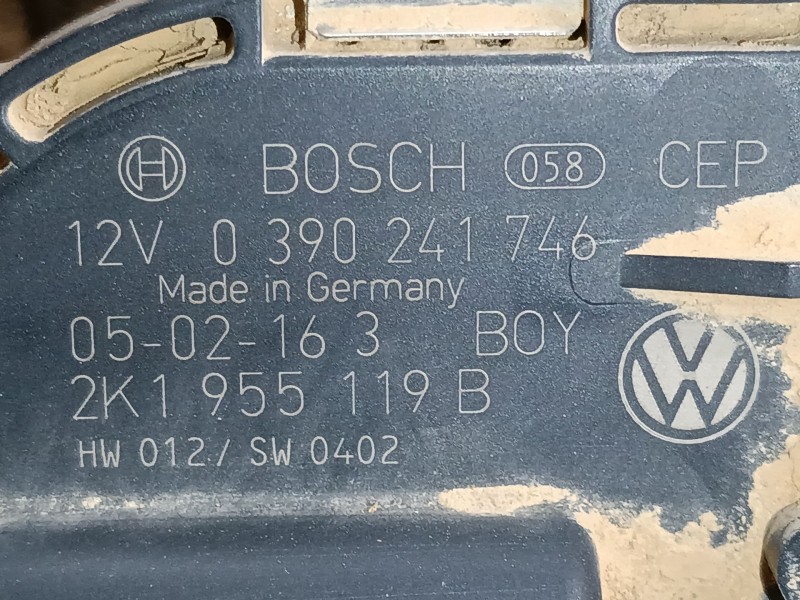 BOSCH 058 CEP
12V 0 390 241 746
Made in Germany
05-02-16 3 BOY
2K1 955 119 B
HW 012/ SW 0402